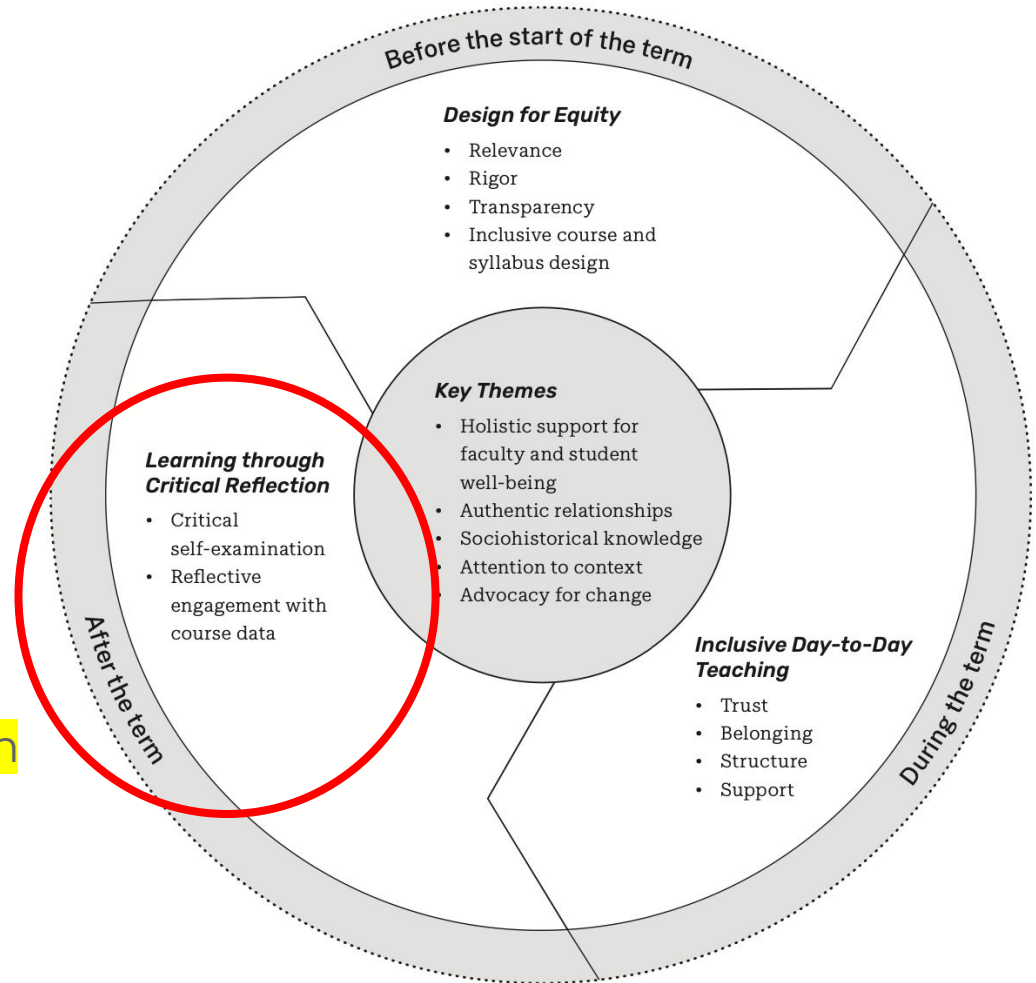 Before the start of the term
Design for Equity
• Relevance
• Rigor
• Transparency
• Inclusive course and
syllabus design
Key Themes
• Holistic support for
faculty and student
well-being
• Authentic relationships
• Sociohistorical knowledge
• Attention to context
• Advocacy for change
Learning through
Critical Reflection
• Critical
self-examination
• Reflective
engagement with
course data
After the term
Inclusive Day-to-Day
Teaching
• Trust
• Belonging
• Structure
• Support
During the term